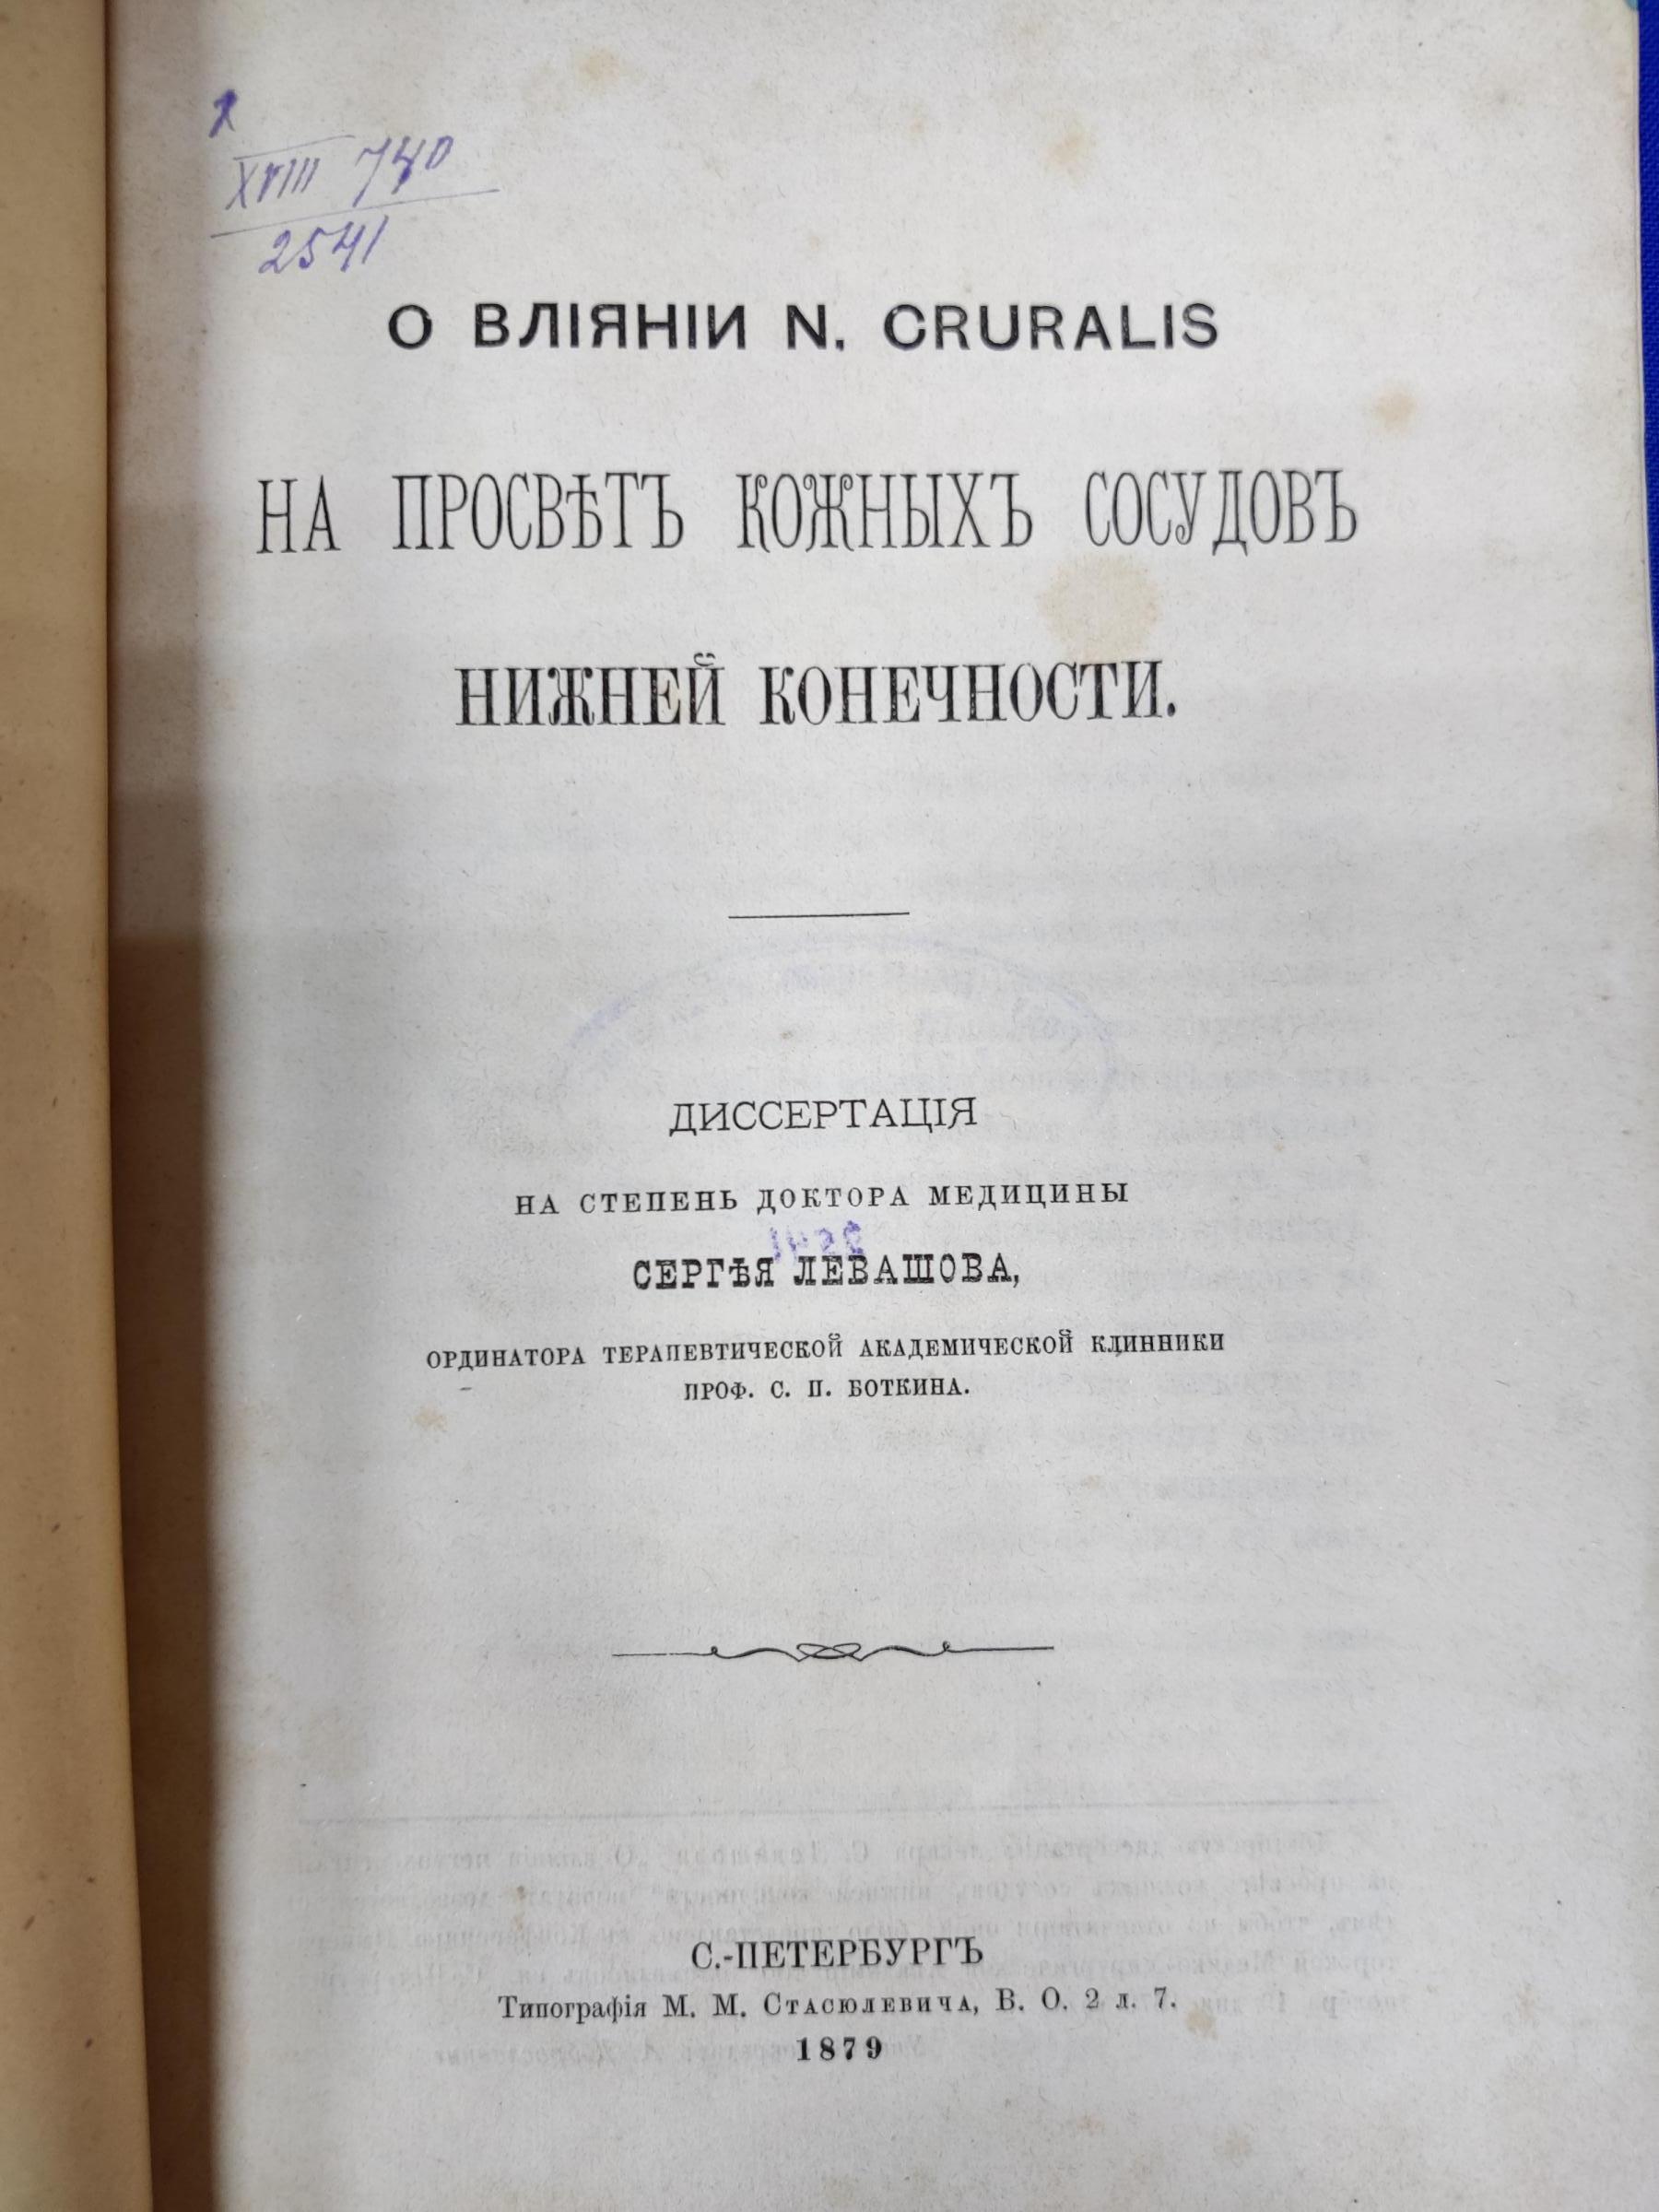 XVIII 740
2541
О ВЛІЯНІИ N. CRURALIS
НА ПРОСВѢТЪ КОЖНЫХЪ СОСУДОВЪ
НИЖНЕЙ КОНЕЧНОСТИ.
ДИССЕРТАЦІЯ
НА СТЕПЕНЬ ДОКТОРА МЕДИЦИНЫ
СЕРГѢЯ ЛЕВАШОВА,
ОРДИНАТОРА ТЕРАПЕВТИЧЕСКОЙ АКАДЕМИЧЕСКОЙ КЛИННИКИ
ПРОФ. С. П. БОТКИНА.
С.-ПЕТЕРБУРГЪ
Типографія М. М. Стасюлевича, В. О. 2 л. 7.
1879